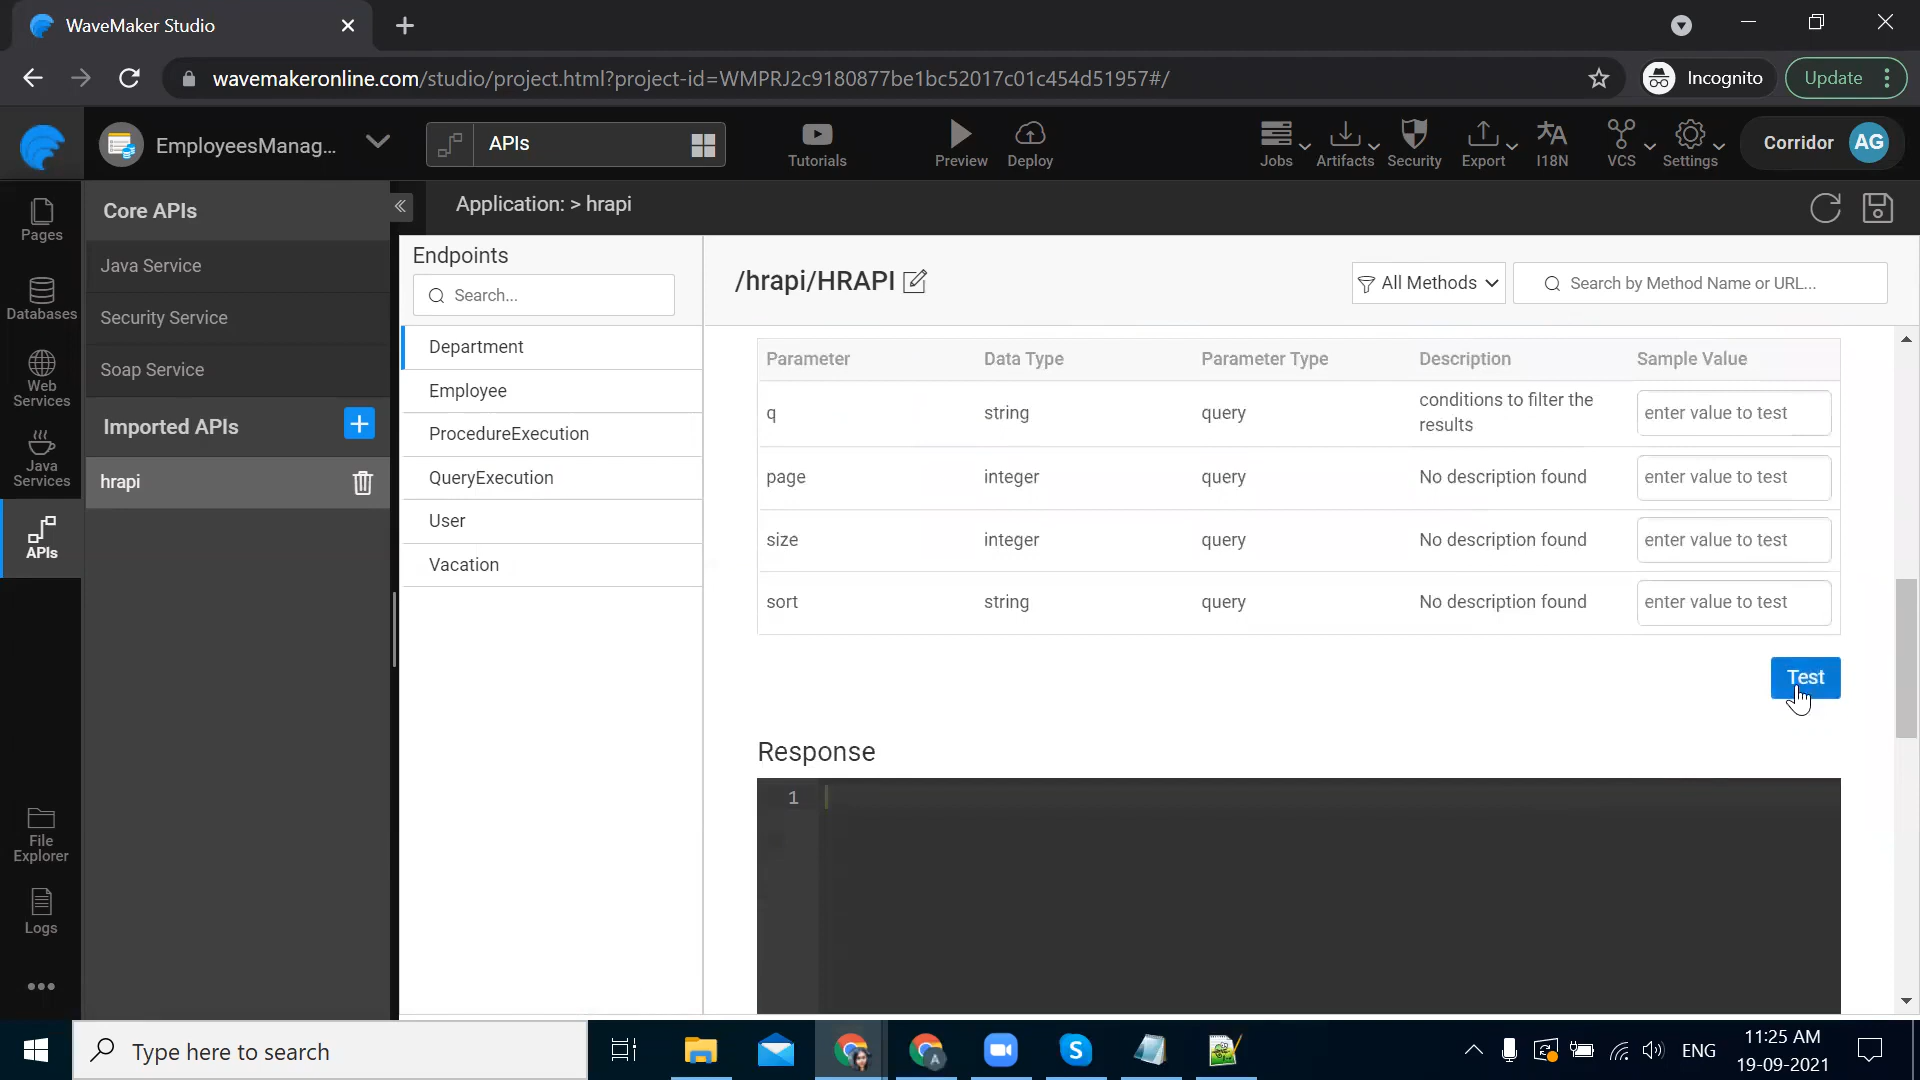 WaveMaker Studio
wavemakeronline.com/studio/project.html?project-id=WMPRJ2c9180877be1bc52017c01c454d51957#/
Incognito
Update
EmployeesManag...
APIs
Tutorials
Preview
Deploy
Jobs
Artifacts
Security
Export
I18N
VCS
Settings
Corridor AG
Pages
Databases
Web
Services
Java
Services
APIs
File
Explorer
Logs
Core APIs
Java Service
Security Service
Soap Service
Imported APIs
hrapi
Application: > hrapi
Endpoints
Search...
Department
Employee
ProcedureExecution
QueryExecution
User
Vacation
/hrapi/HRAPI
All Methods
Search by Method Name or URL...
Parameter Data Type Parameter Type Description Sample Value
q string query conditions to filter the results enter value to test
page integer query No description found enter value to test
size integer query No description found enter value to test
sort string query No description found enter value to test
Test
Response
1
Type here to search
A
S
ENG
11:25 AM
19-09-2021